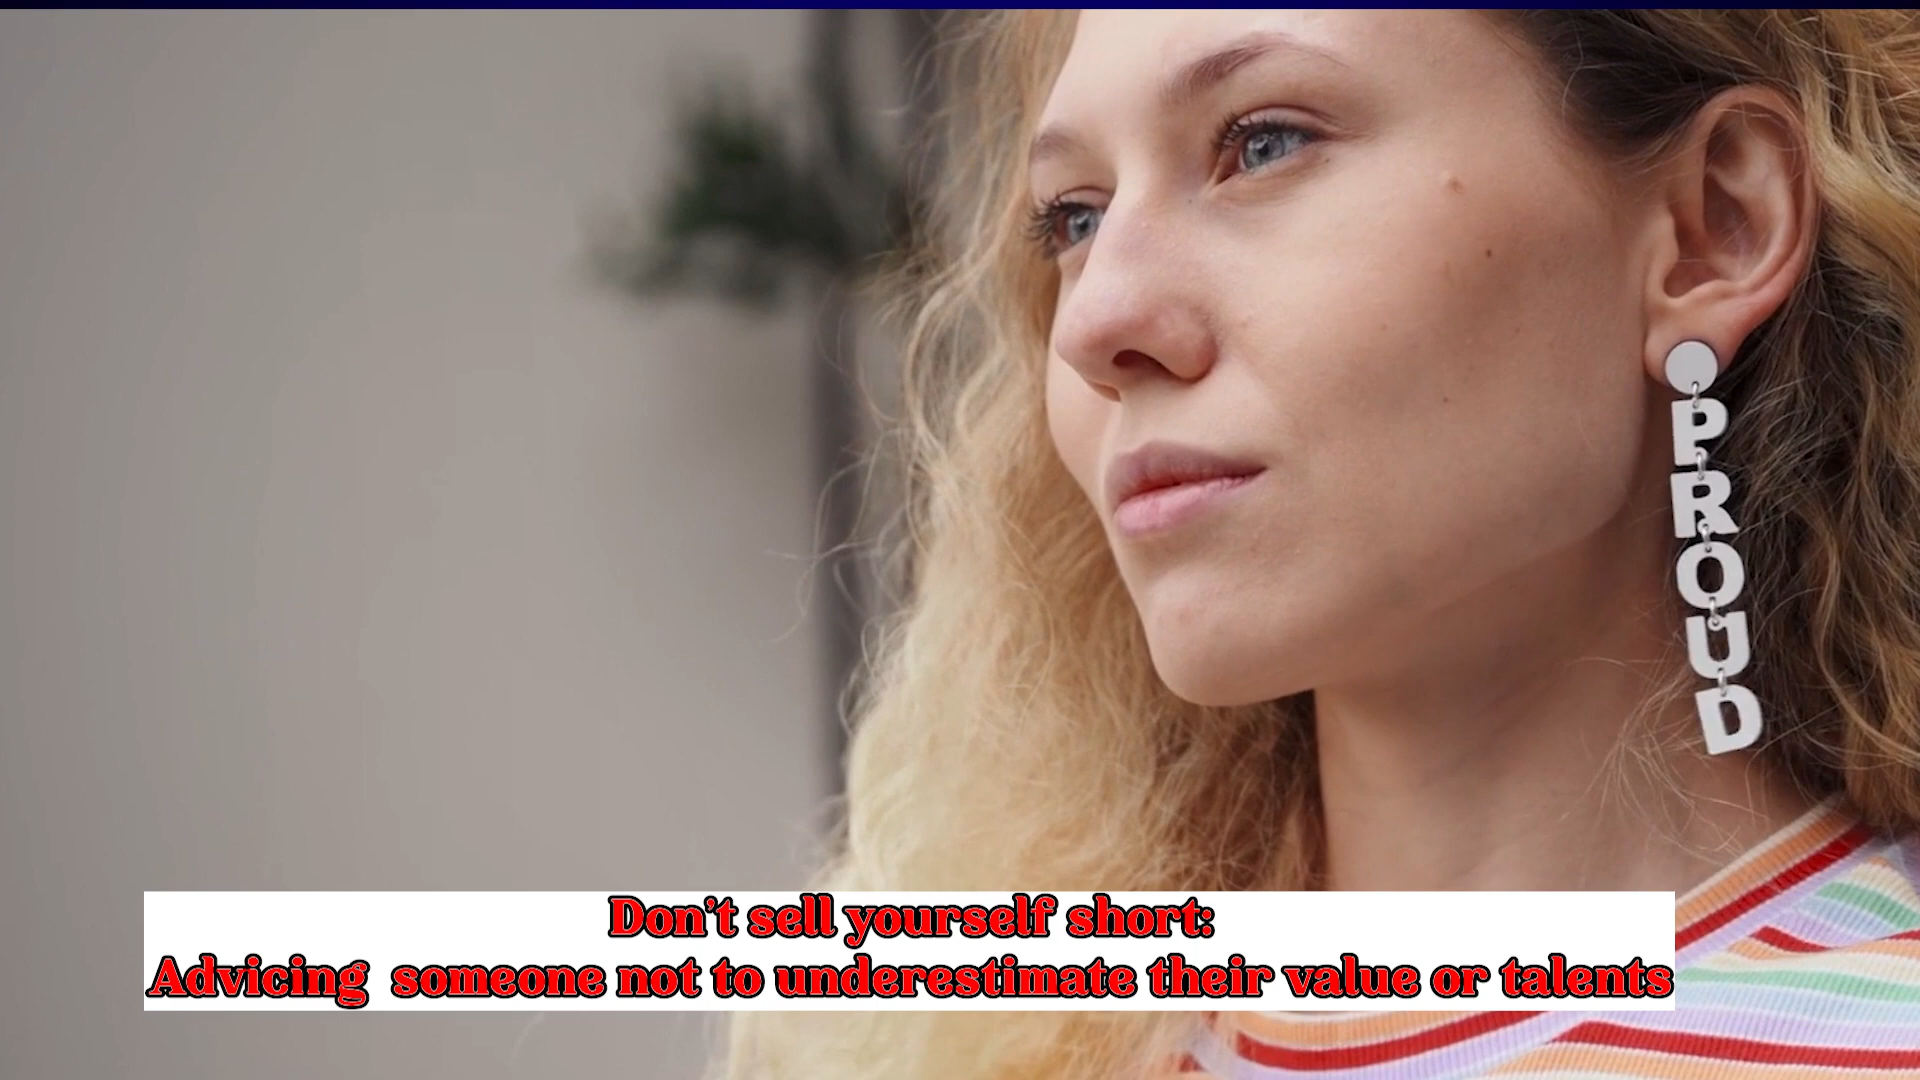 PROUD
Don't sell yourself short:
Advicing someone not to underestimate their value or talents